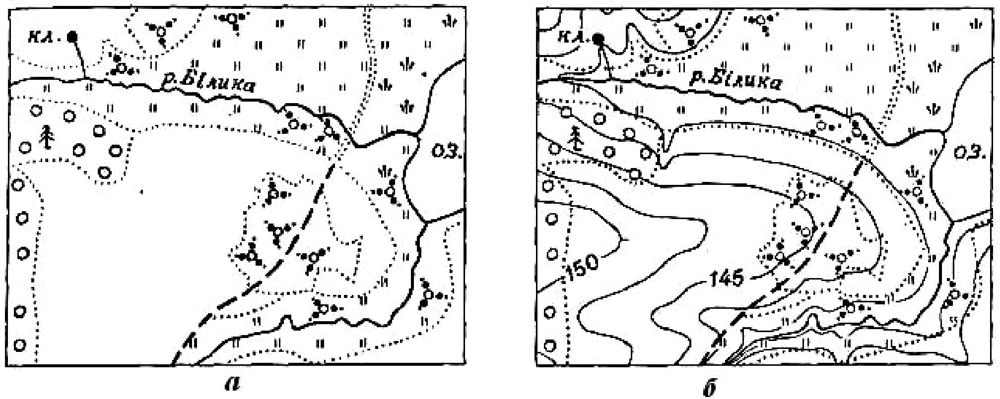 кл.
р. Білика
оз.
а
кл.
р. Білика
оз.
150
145
б